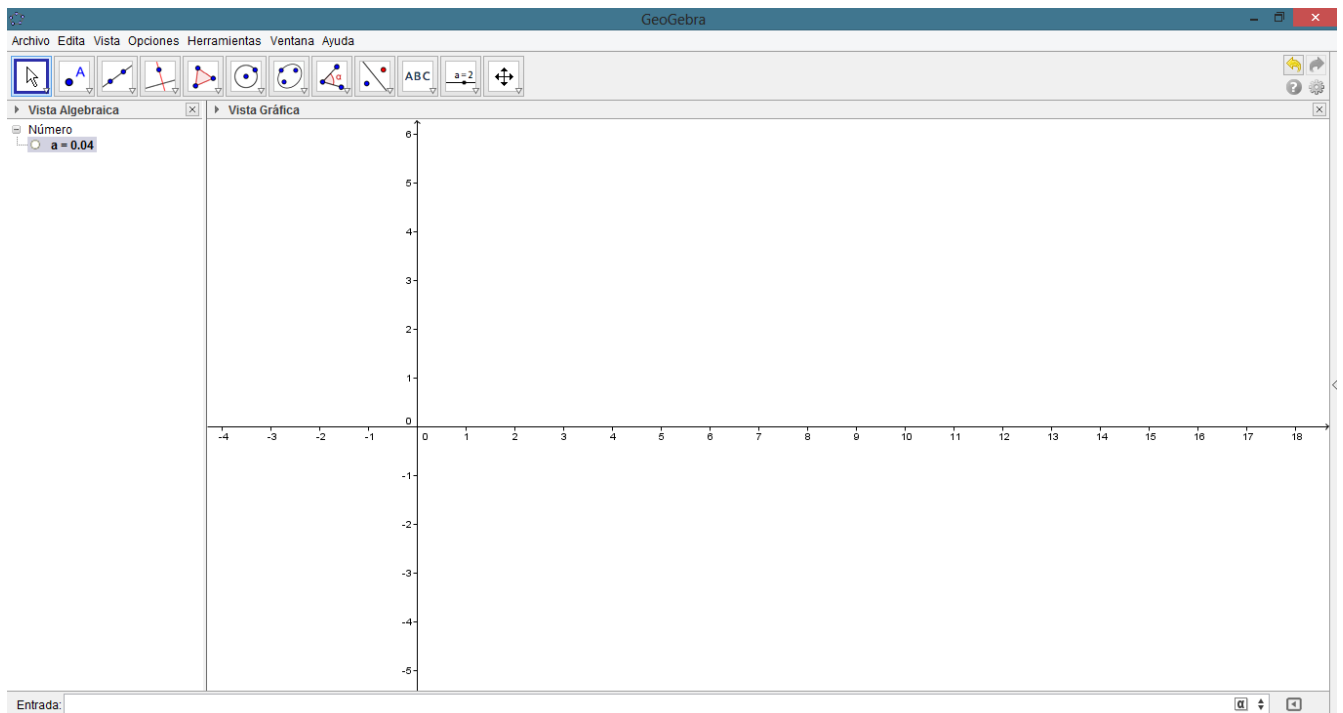 GeoGebra
Archivo Edita Vista Opciones Herramientas Ventana Ayuda
A α ABC a=2
Vista Algebraica
Vista Gráfica
Número
a = 0.04
6
5
4
3
2
1
0
-4 -3 -2 -1 0 1 2 3 4 5 6 7 8 9 10 11 12 13 14 15 16 17 18
-1
-2
-3
-4
-5
Entrada: α